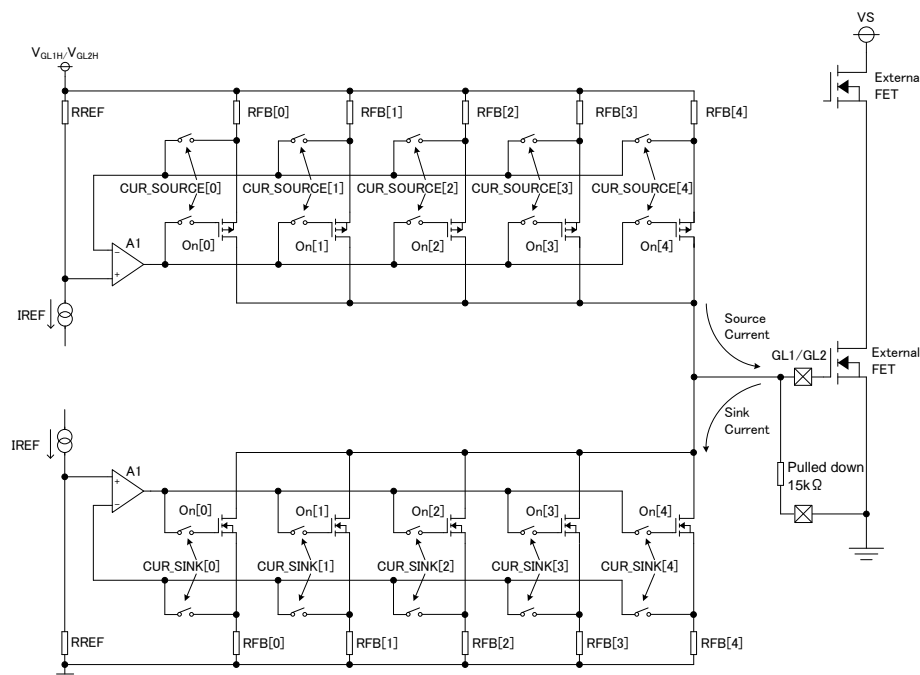 VS
VGL1H/VGL2H
Externa
FET
RREF
RFB[0]
RFB[1]
RFB[2]
RFB[3]
RFB[4]
CUR_SOURCE[0]
CUR_SOURCE[1]
CUR_SOURCE[2]
CUR_SOURCE[3]
CUR_SOURCE[4]
A1
On[0]
On[1]
On[2]
On[3]
On[4]
IREF
Source
Current
GL1/GL2
External
FET
Sink
Current
IREF
A1
On[0]
On[1]
On[2]
On[3]
On[4]
Pulled down
15kΩ
CUR_SINK[0]
CUR_SINK[1]
CUR_SINK[2]
CUR_SINK[3]
CUR_SINK[4]
RREF
RFB[0]
RFB[1]
RFB[2]
RFB[3]
RFB[4]